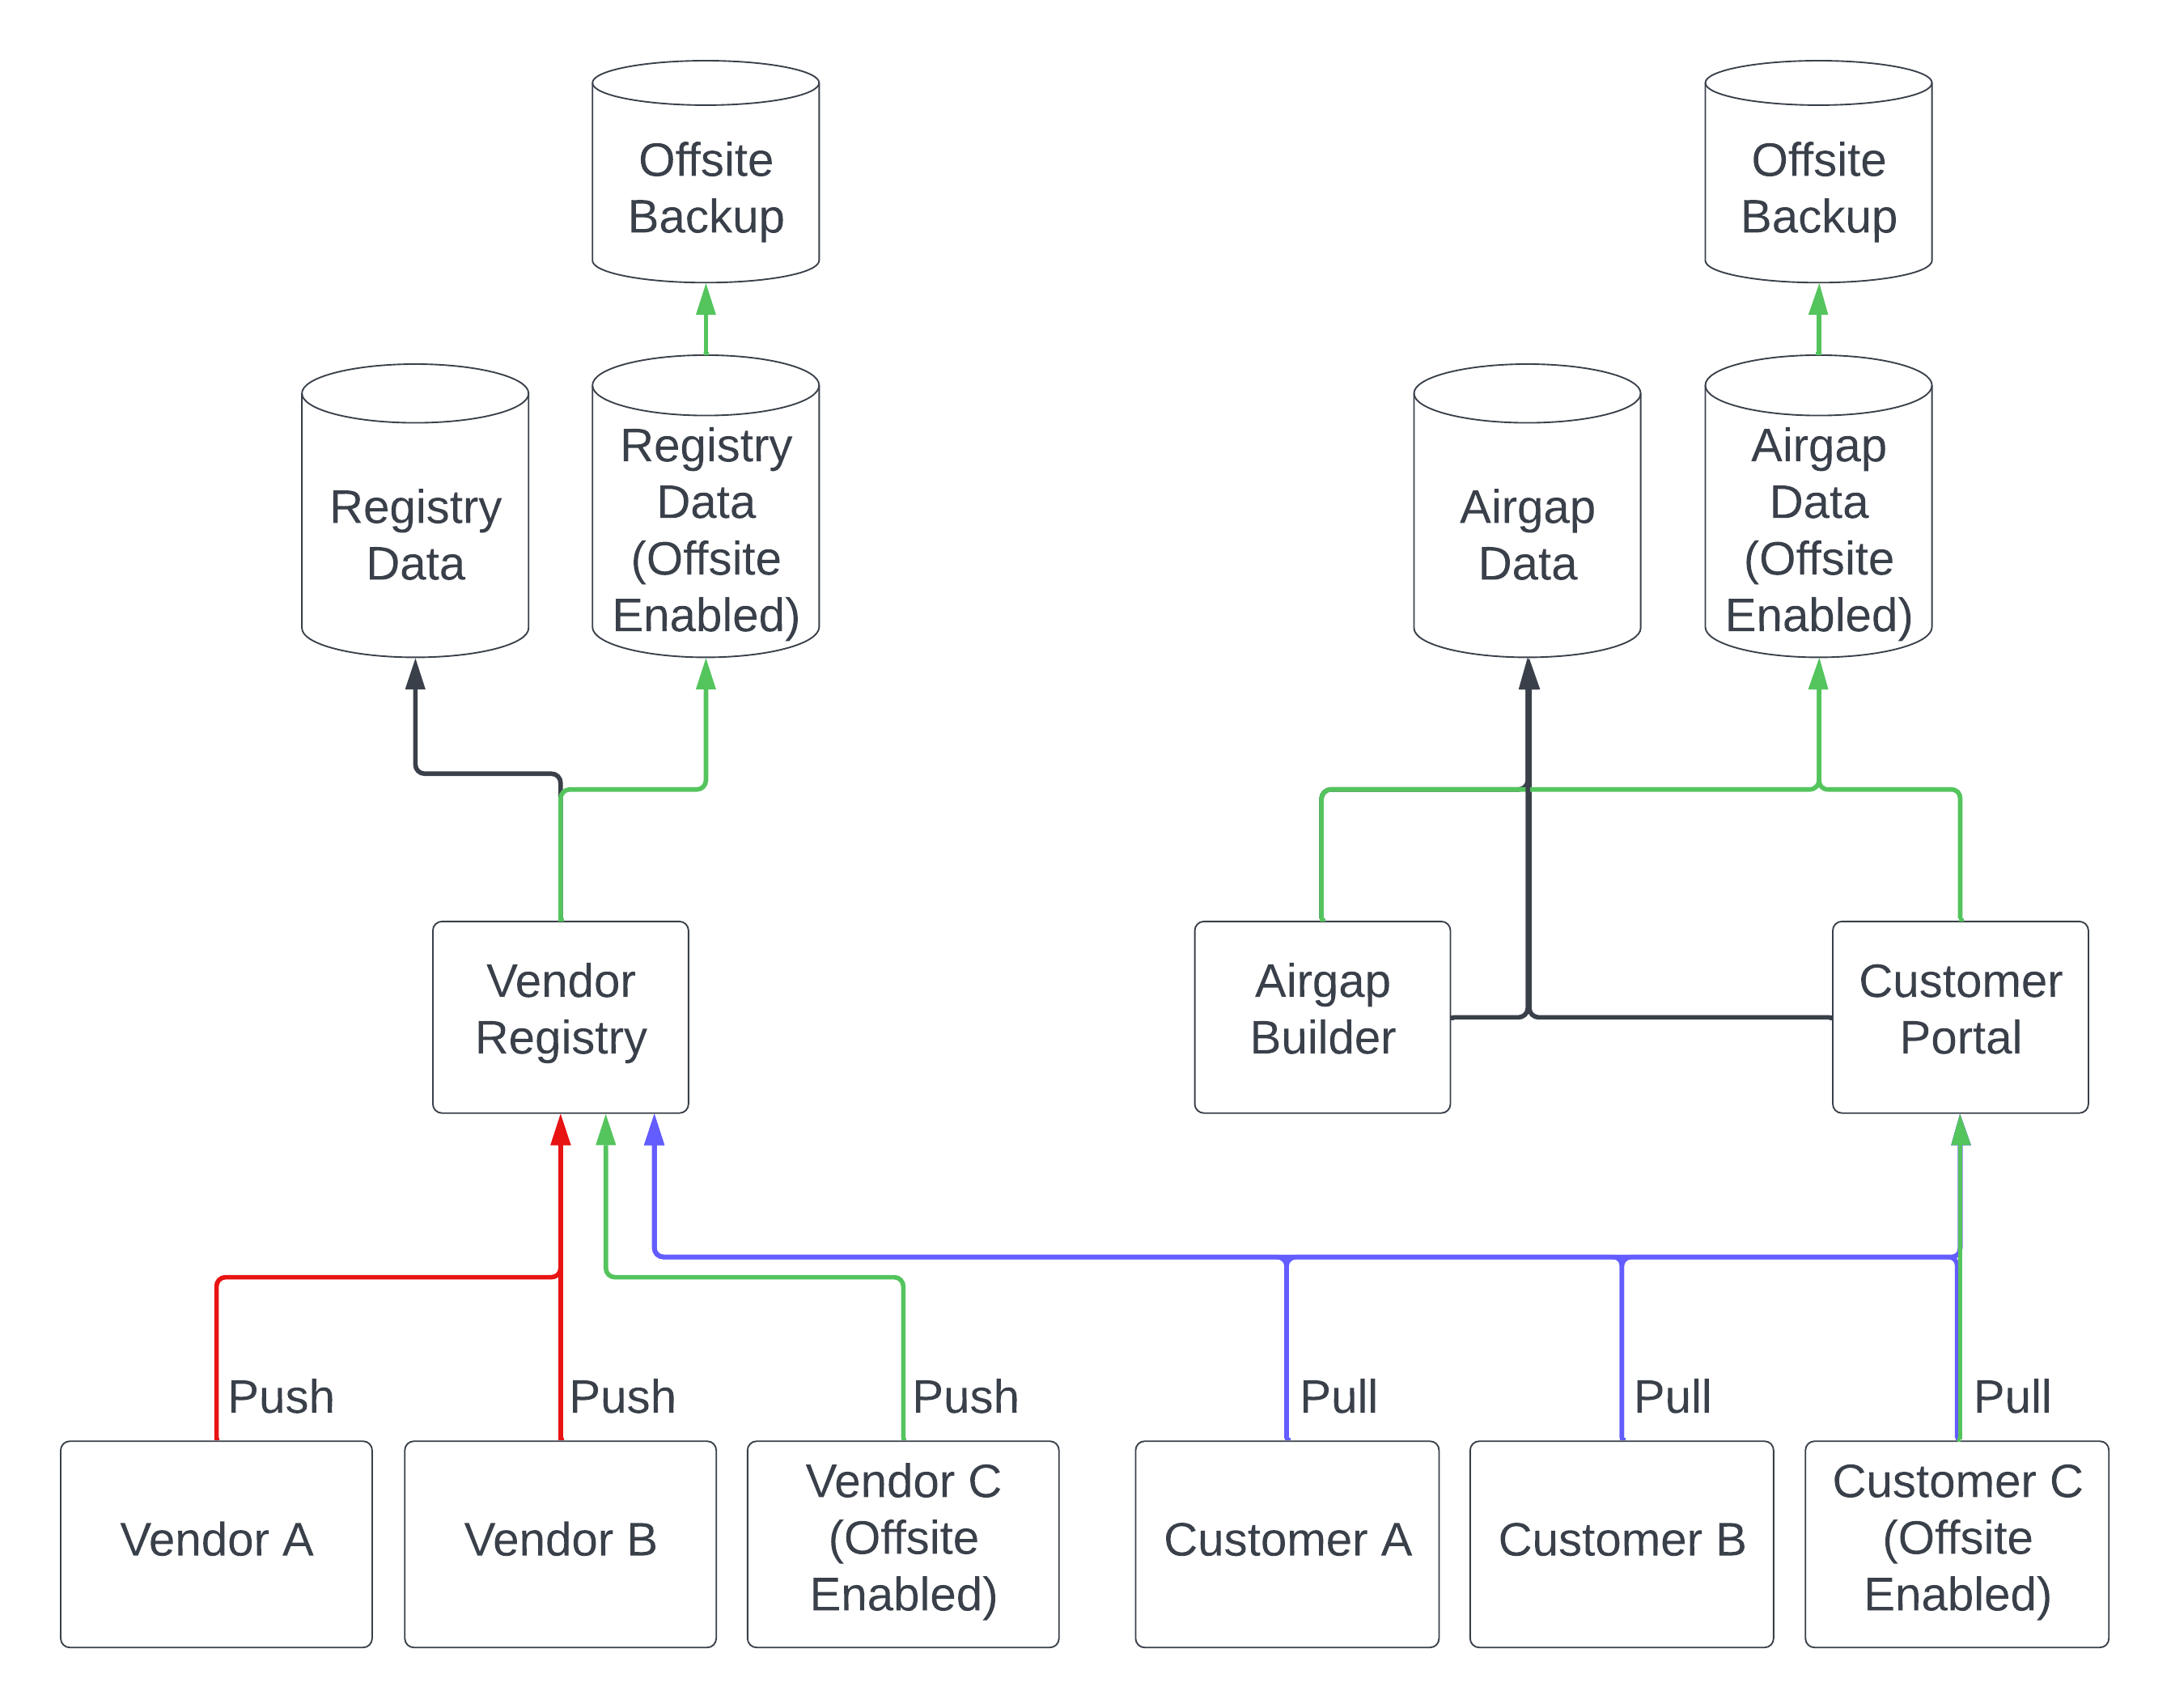 Offsite
Backup
Offsite
Backup
Registry
Data
Registry
Data
(Offsite
Enabled)
Airgap
Data
Airgap
Data
(Offsite
Enabled)
Vendor
Registry
Airgap
Builder
Customer
Portal
Push
Push
Push
Pull
Pull
Pull
Vendor A
Vendor B
Vendor C
(Offsite
Enabled)
Customer A
Customer B
Customer C
(Offsite
Enabled)